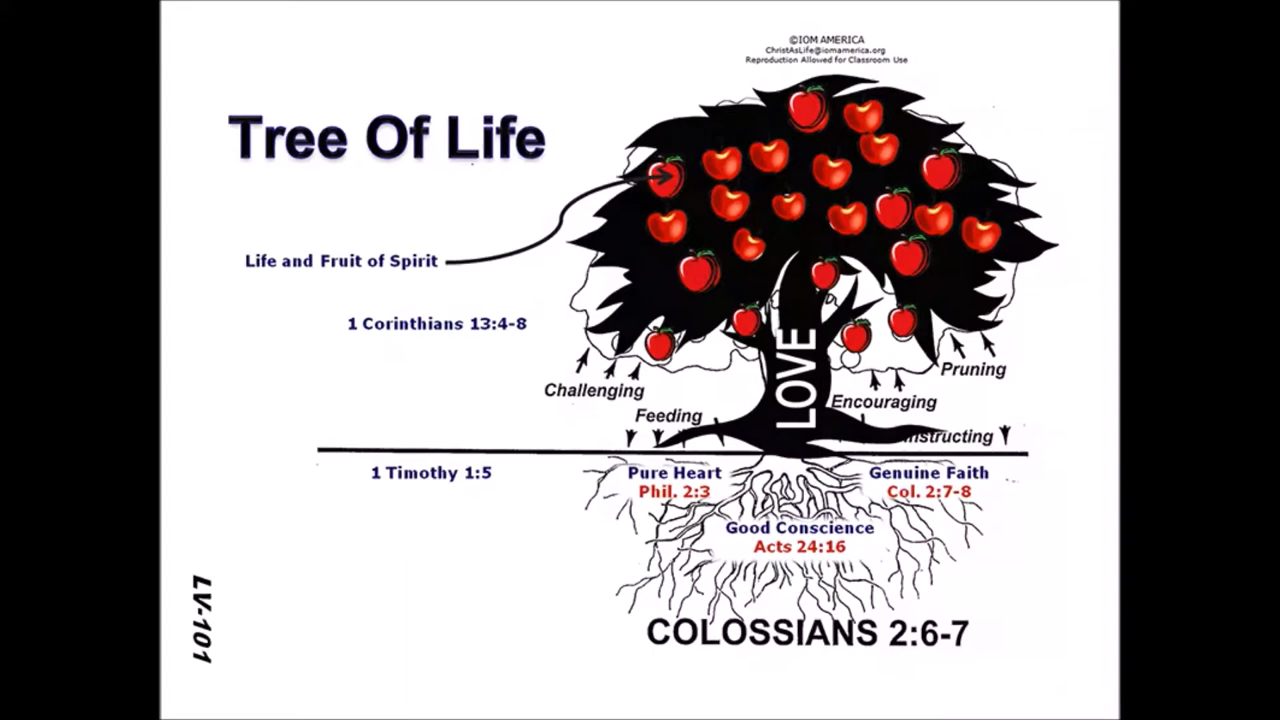 ©IOM AMERICA
ChristAsLife@iomamerica.org
Reproduction Allowed for Classroom Use
Tree Of Life
Life and Fruit of Spirit
1 Corinthians 13:4-8
LOVE
Challenging
Pruning
Encouraging
Feeding
Instructing
1 Timothy 1:5
Pure Heart
Phil. 2:3
Genuine Faith
Col. 2:7-8
Good Conscience
Acts 24:16
COLOSSIANS 2:6-7
LV-101